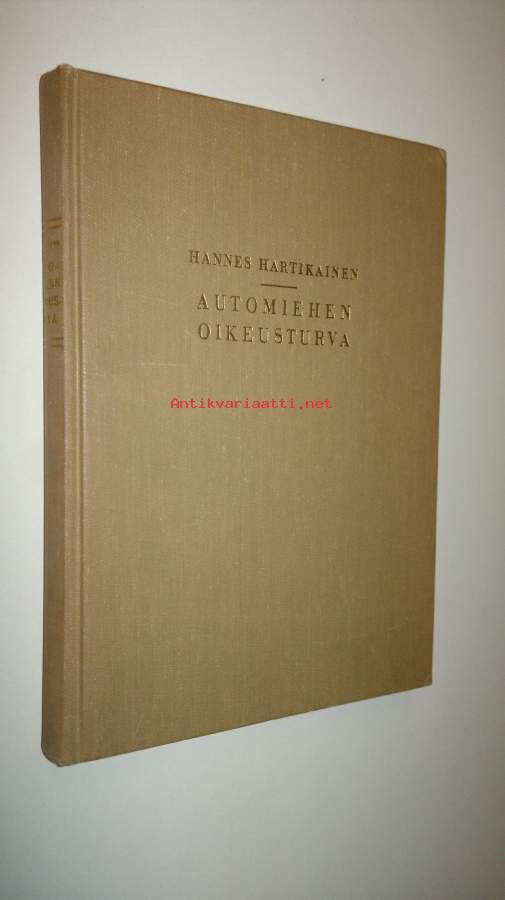 HANNES HARTIKAINEN
AUTOMIEHEN
OIKEUSTURVA
Antikvariaatti.net